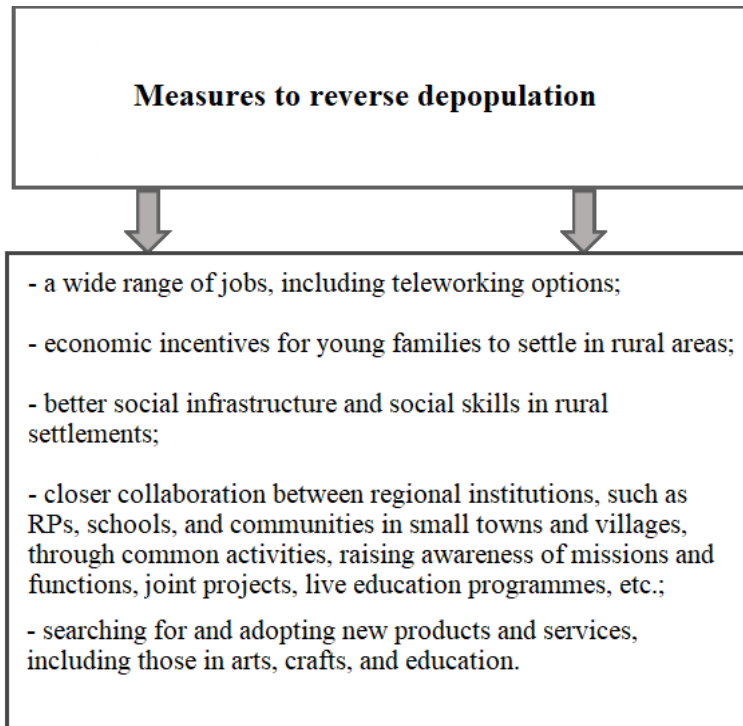 Measures to reverse depopulation
- a wide range of jobs, including teleworking options;
- economic incentives for young families to settle in rural areas;
- better social infrastructure and social skills in rural
settlements;
- closer collaboration between regional institutions, such as
RPs, schools, and communities in small towns and villages,
through common activities, raising awareness of missions and
functions, joint projects, live education programmes, etc.;
- searching for and adopting new products and services,
including those in arts, crafts, and education.